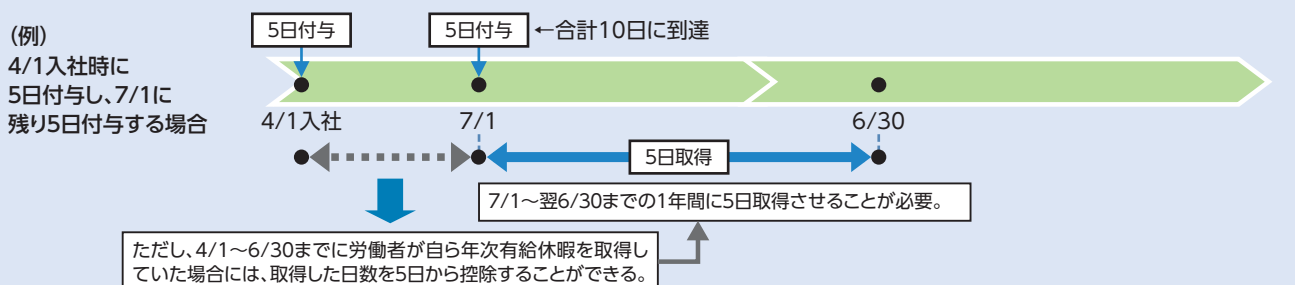 (例)
4/1入社時に
5日付与し、7/1に
残り5日付与する場合
5日付与
5日付与
←合計10日に到達
4/1入社
7/1
6/30
5日取得
7/1~翌6/30までの1年間に5日取得させることが必要。
ただし、4/1~6/30までに労働者が自ら年次有給休暇を取得し
ていた場合には、取得した日数を5日から控除することができる。